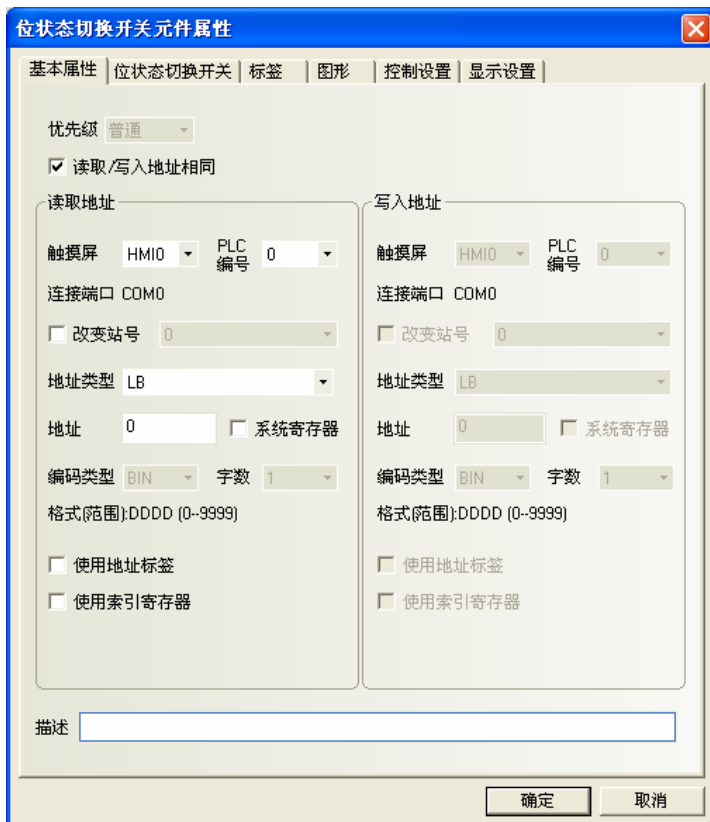 位状态切换开关元件属性
基本属性 位状态切换开关 标签 图形 控制设置 显示设置
优先级 普通
读取/写入地址相同
读取地址
触摸屏 HMI0 PLC编号 0
连接端口 COM0
改变站号 0
地址类型 LB
地址 0 系统寄存器
编码类型 BIN 字数 1
格式(范围):DDDD (0--9999)
使用地址标签
使用索引寄存器
写入地址
触摸屏 HMI0 PLC编号 0
连接端口 COM0
改变站号 0
地址类型 LB
地址 0 系统寄存器
编码类型 BIN 字数 1
格式(范围):DDDD (0--9999)
使用地址标签
使用索引寄存器
描述
确定 取消